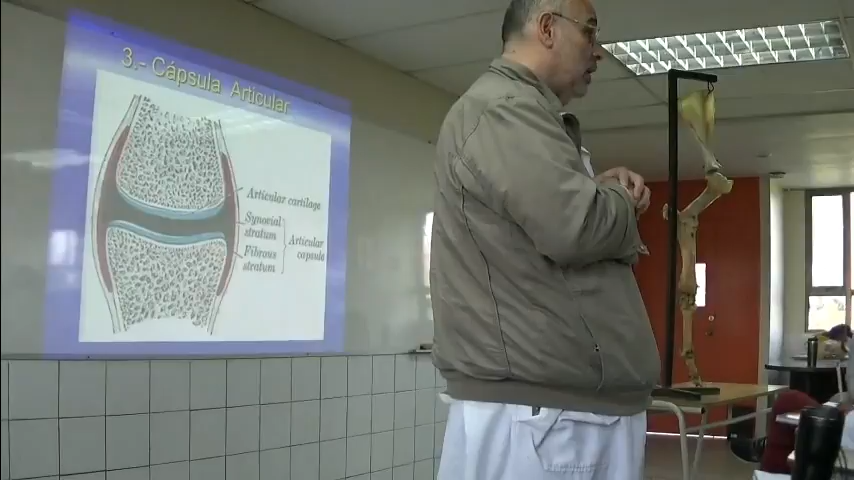 3.- Cápsula Articular
Articular cartilage
Synovial
stratum
Fibrous
stratum
Articular
capsule